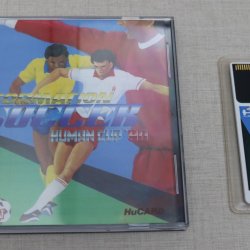 FORMATION
SOCCER
HUMAN CUP '90
HuCARD